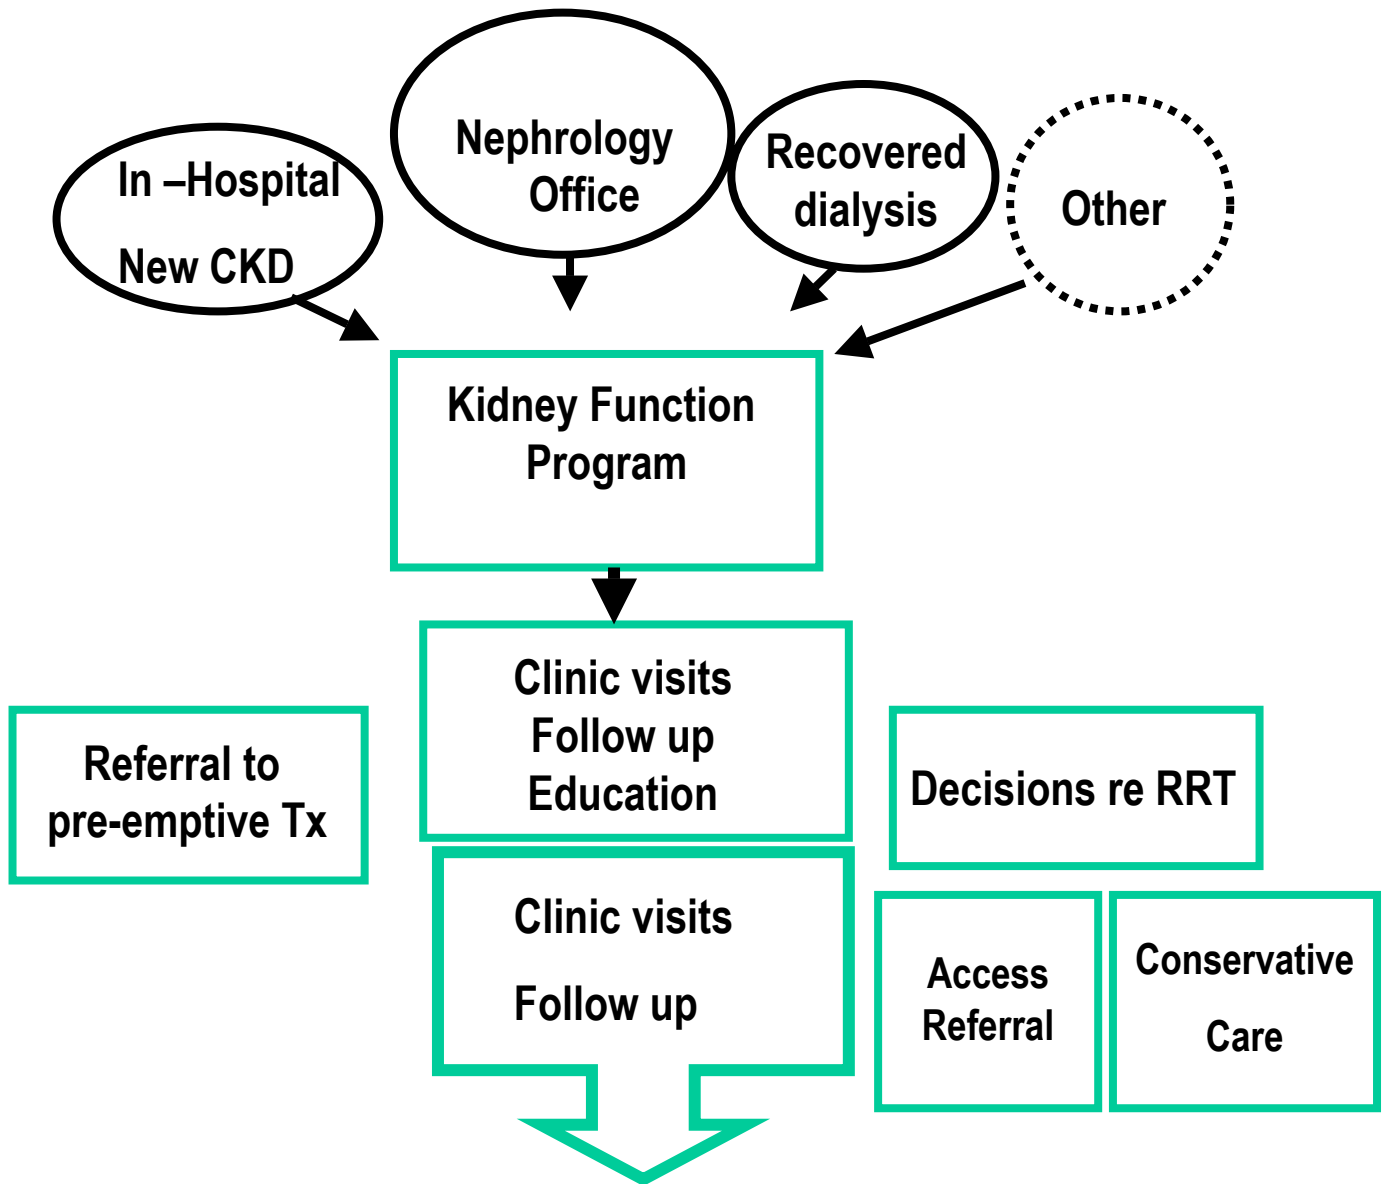 In –Hospital
New CKD
Nephrology
Office
Recovered
dialysis
Other
Kidney Function
Program
Clinic visits
Follow up
Education
Referral to
pre-emptive Tx
Decisions re RRT
Clinic visits
Follow up
Access
Referral
Conservative
Care